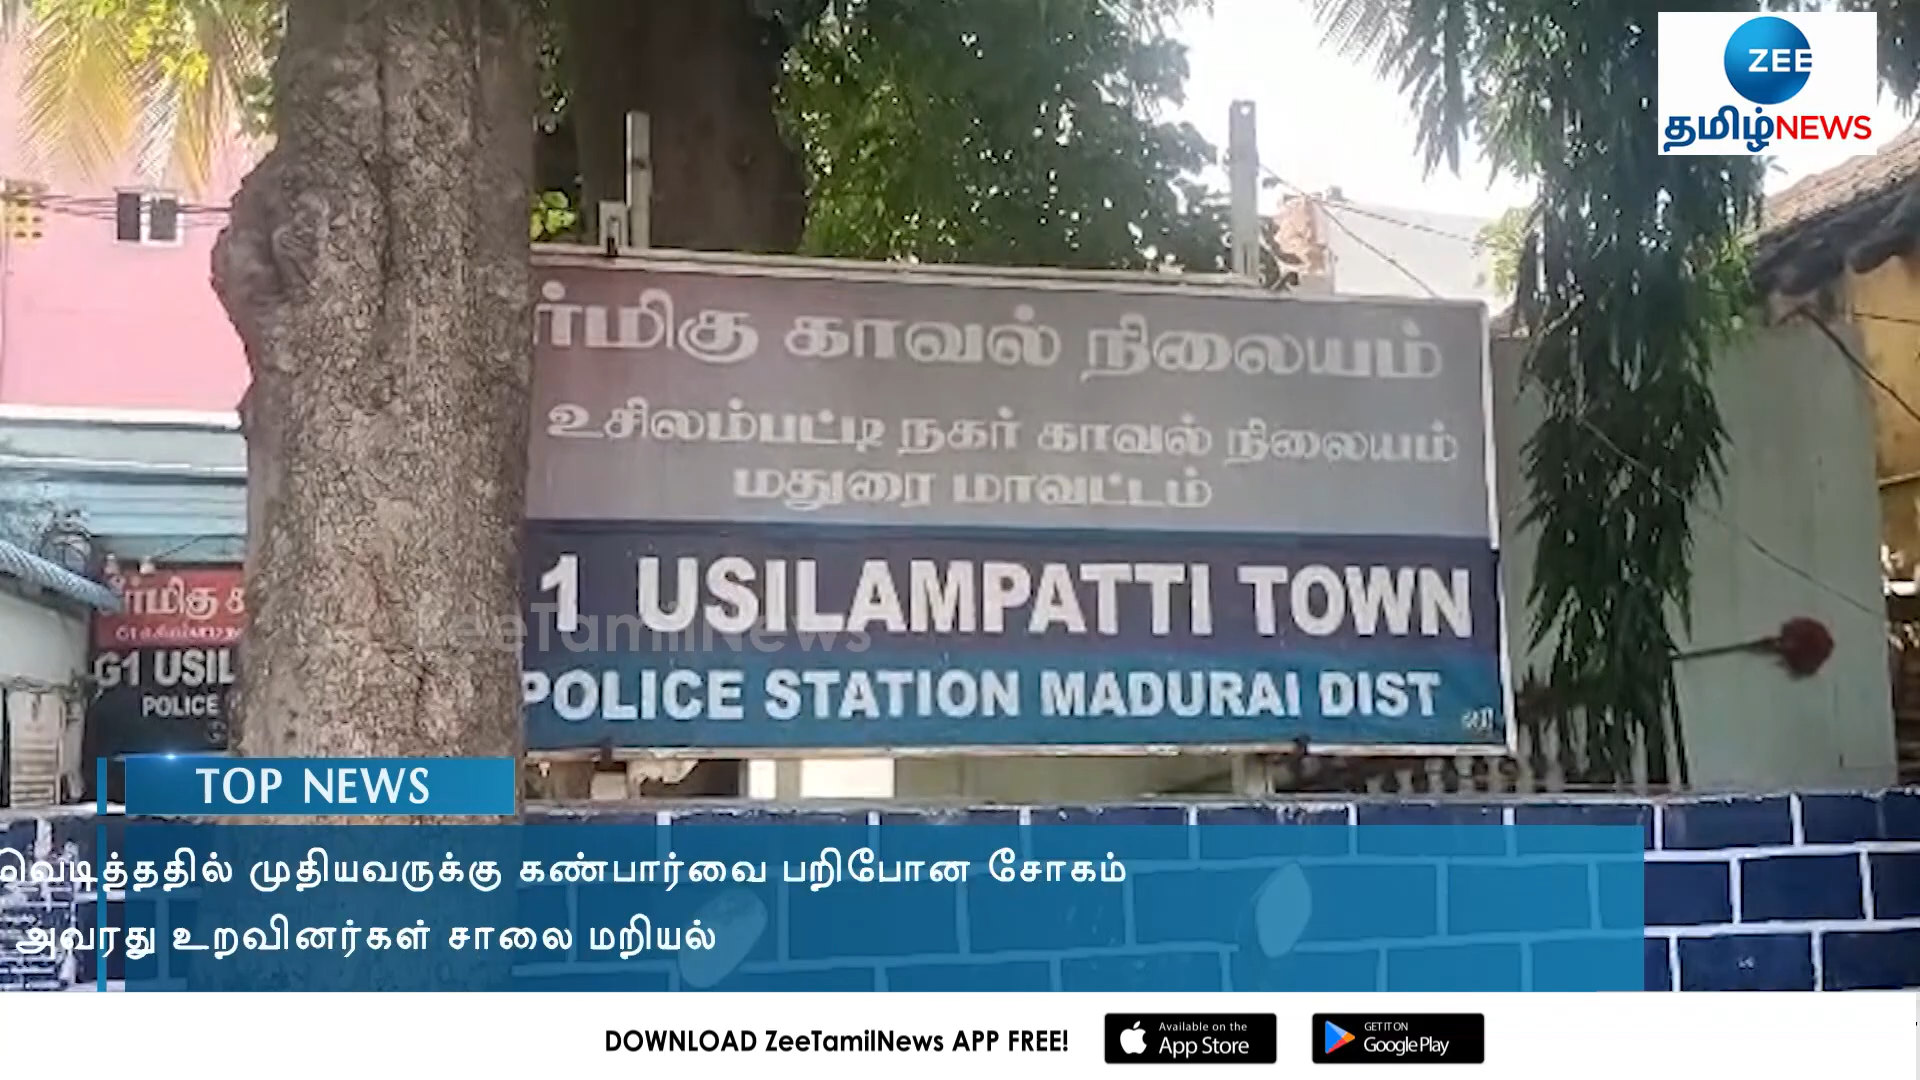 ZEE
தமிழ்NEWS
ர்மிகு காவல் நிலையம்
உசிலம்பட்டி நகர் காவல் நிலையம்
மதுரை மாவட்டம்
1 USILAMPATTI TOWN
POLICE STATION MADURAI DIST
ர்மிகு
G1 USIL
POLICE
ZeeTamilNews
TOP NEWS
வெடித்ததில் முதியவருக்கு கண்பார்வை பறிபோன சோகம்
அவரது உறவினர்கள் சாலை மறியல்
DOWNLOAD ZeeTamilNews APP FREE!
Available on the
App Store
GET IT ON
Google Play